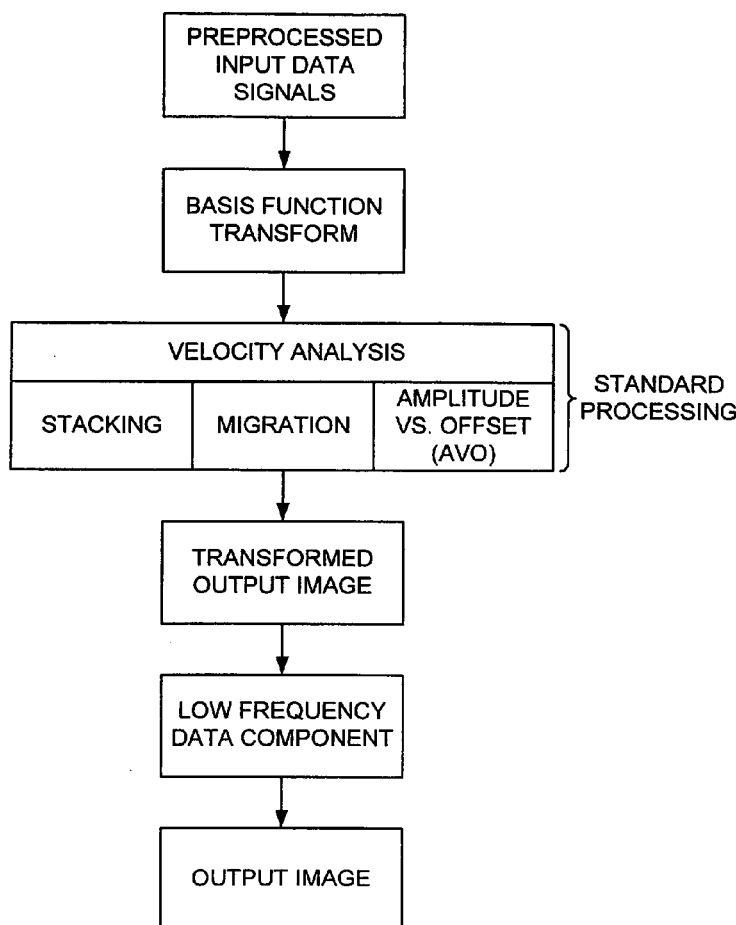 PREPROCESSED
INPUT DATA
SIGNALS
BASIS FUNCTION
TRANSFORM
VELOCITY ANALYSIS
STACKING
MIGRATION
AMPLITUDE
VS. OFFSET
(AVO)
STANDARD
PROCESSING
TRANSFORMED
OUTPUT IMAGE
LOW FREQUENCY
DATA COMPONENT
OUTPUT IMAGE